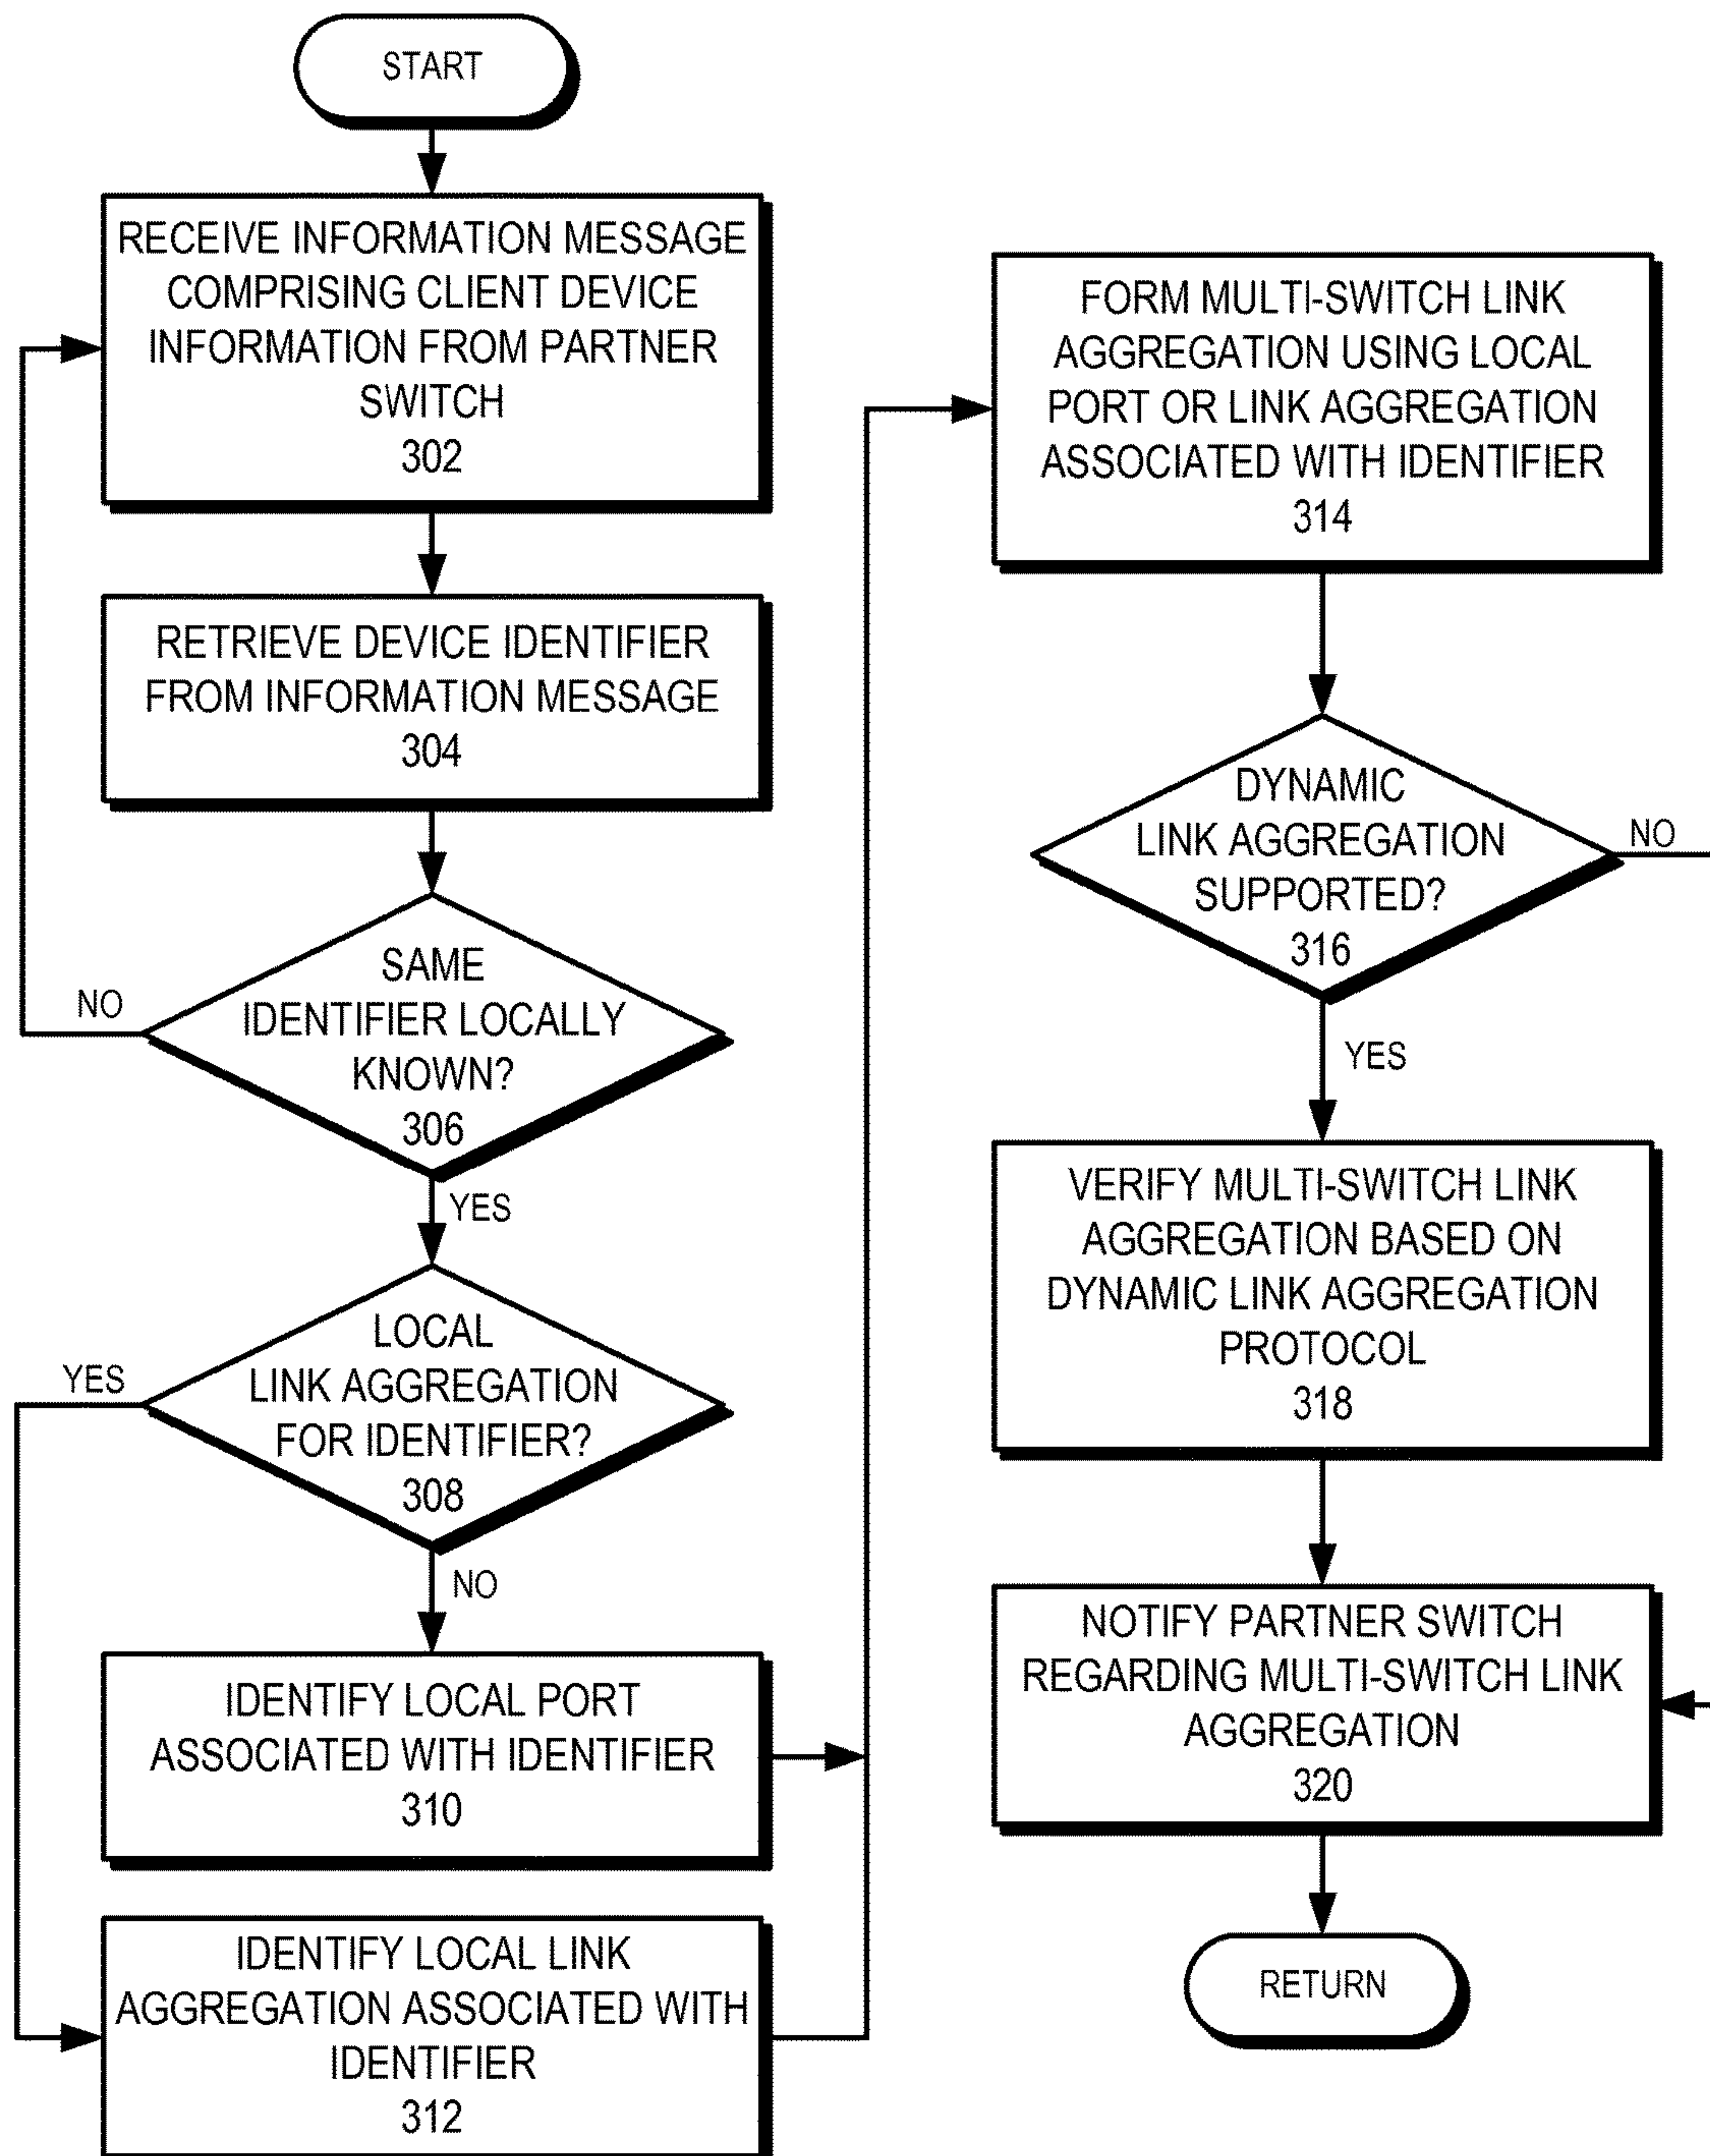 START
RECEIVE INFORMATION MESSAGE
COMPRISING CLIENT DEVICE
INFORMATION FROM PARTNER
SWITCH
302
RETRIEVE DEVICE IDENTIFIER
FROM INFORMATION MESSAGE
304
SAME
IDENTIFIER LOCALLY
KNOWN?
306
NO
YES
LOCAL
LINK AGGREGATION
FOR IDENTIFIER?
308
YES
NO
IDENTIFY LOCAL PORT
ASSOCIATED WITH IDENTIFIER
310
IDENTIFY LOCAL LINK
AGGREGATION ASSOCIATED WITH
IDENTIFIER
312
FORM MULTI-SWITCH LINK
AGGREGATION USING LOCAL
PORT OR LINK AGGREGATION
ASSOCIATED WITH IDENTIFIER
314
DYNAMIC
LINK AGGREGATION
SUPPORTED?
316
NO
YES
VERIFY MULTI-SWITCH LINK
AGGREGATION BASED ON
DYNAMIC LINK AGGREGATION
PROTOCOL
318
NOTIFY PARTNER SWITCH
REGARDING MULTI-SWITCH LINK
AGGREGATION
320
RETURN